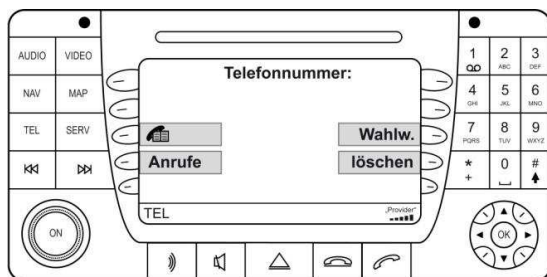 AUDIO VIDEO
NAV MAP
TEL SERV
ON
Telefonnummer:
Wahlw.
Anrufe löschen
TEL „Provider“
1 2 ABC 3 DEF
4 GHI 5 JKL 6 MNO
7 PQRS 8 TUV 9 WXYZ
* + 0 #
OK